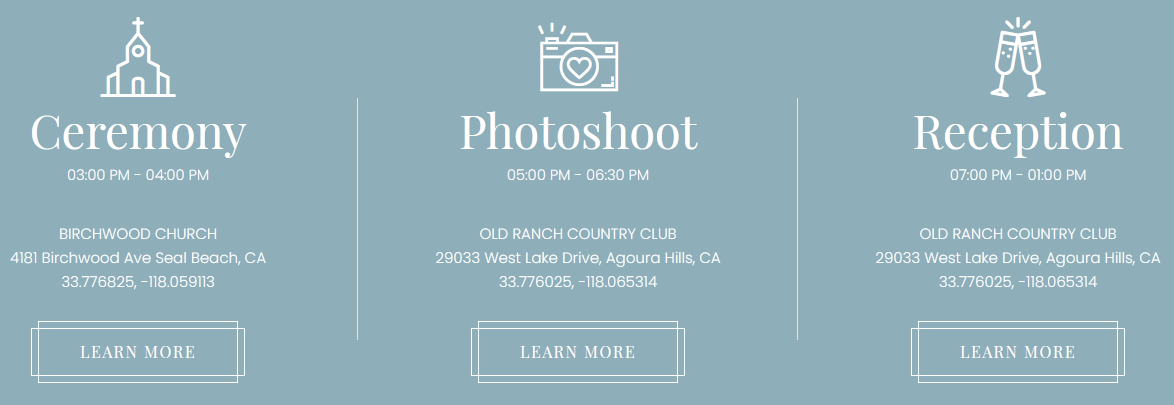 Ceremony
03:00 PM - 04:00 PM
BIRCHWOOD CHURCH
4181 Birchwood Ave Seal Beach, CA
33.776825, -118.059113
LEARN MORE
Photoshoot
05:00 PM - 06:30 PM
OLD RANCH COUNTRY CLUB
29033 West Lake Drive, Agoura Hills, CA
33.776025, -118.065314
LEARN MORE
Reception
07:00 PM - 01:00 PM
OLD RANCH COUNTRY CLUB
29033 West Lake Drive, Agoura Hills, CA
33.776025, -118.065314
LEARN MORE